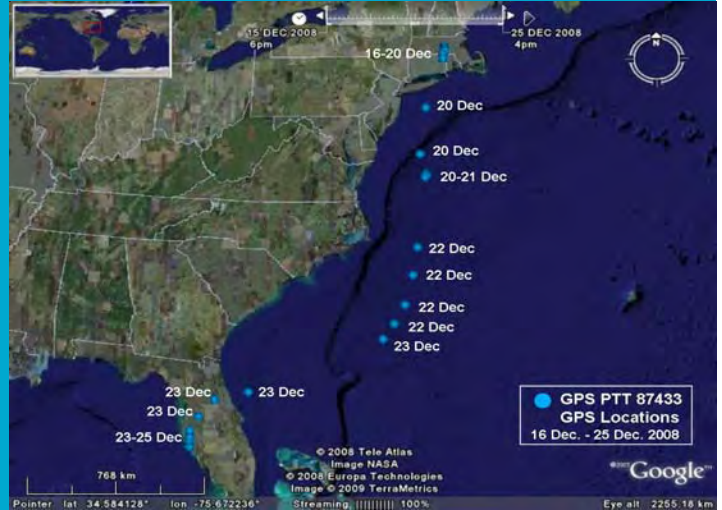 15 DEC 2008
6pm
25 DEC 2008
4pm
N
16-20 Dec
20 Dec
20 Dec
20-21 Dec
22 Dec
22 Dec
22 Dec
22 Dec
23 Dec
23 Dec
23 Dec
23 Dec
23-25 Dec
GPS PTT 87433
GPS Locations
16 Dec. - 25 Dec. 2008
© 2008 Tele Atlas
Image NASA
© 2008 Europa Technologies
Image © 2009 TerraMetrics
768 km
Google
Pointer lat 34.584128° lon -75.672236° Streaming |||||||||| 100% Eye alt 2255.18 km